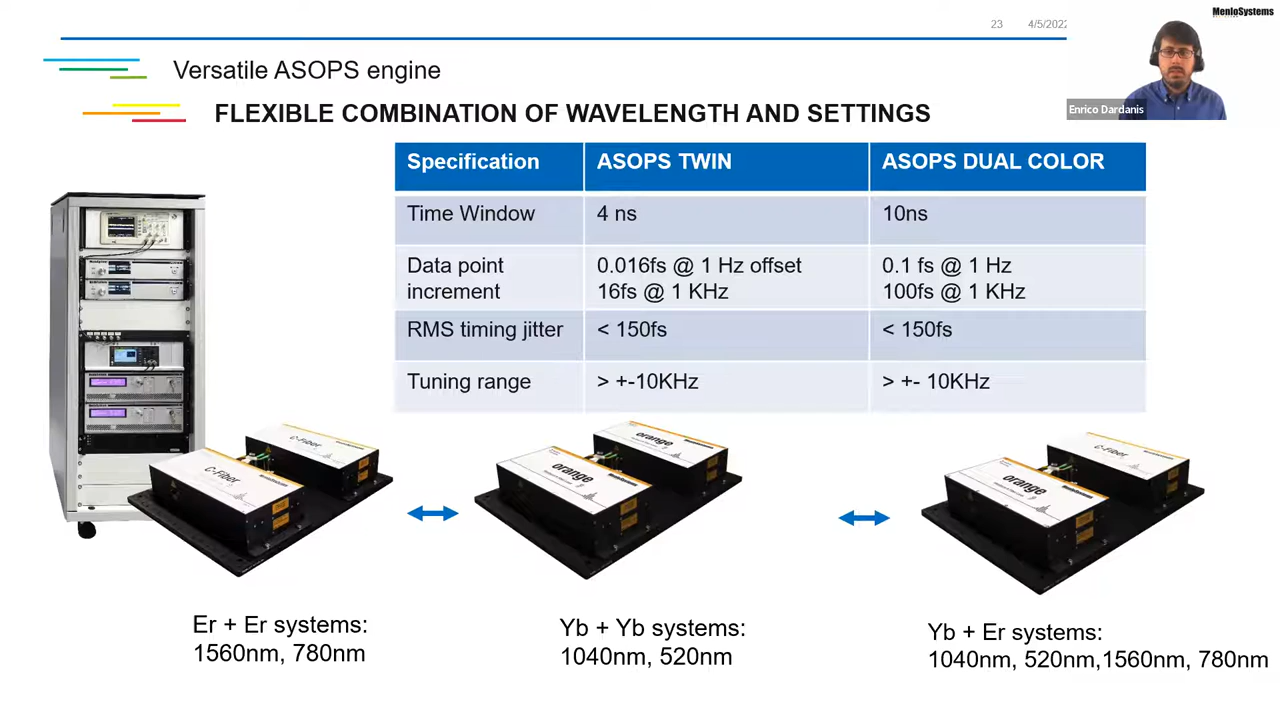 MenloSystems
23 4/5/2022
Versatile ASOPS engine
Enrico Dardanis
FLEXIBLE COMBINATION OF WAVELENGTH AND SETTINGS
Specification ASOPS TWIN ASOPS DUAL COLOR
Time Window 4 ns 10ns
Data point increment 0.016fs @ 1 Hz offset 0.1 fs @ 1 Hz
16fs @ 1 KHz 100fs @ 1 KHz
RMS timing jitter < 150fs < 150fs
Tuning range > +-10KHz > +- 10KHz
C-Fiber
C-Fiber
orange
orange
C-Fiber
orange
Er + Er systems:
1560nm, 780nm
Yb + Yb systems:
1040nm, 520nm
Yb + Er systems:
1040nm, 520nm,1560nm, 780nm